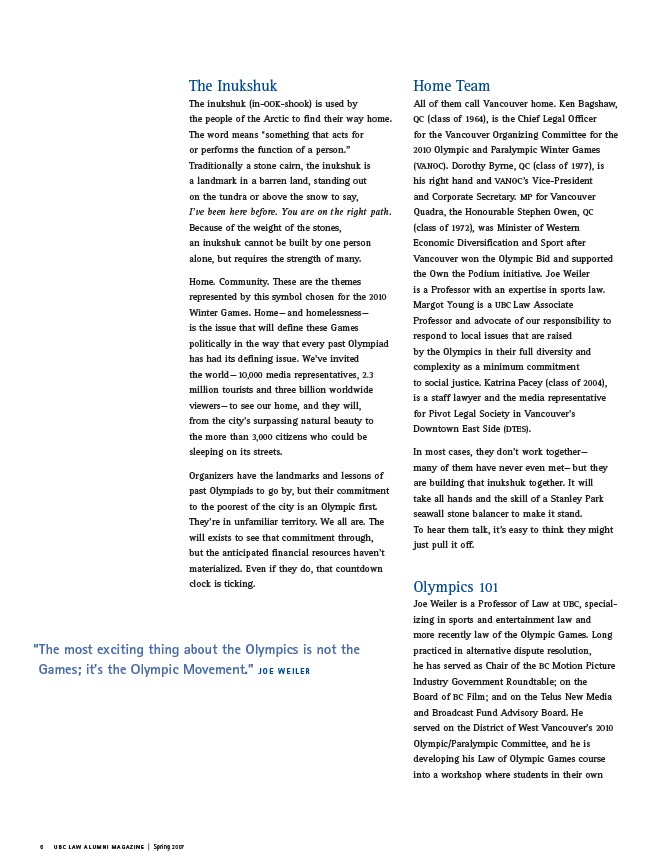 The Inukshuk
The inukshuk (in-OOK-shook) is used by
the people of the Arctic to find their way home.
The word means “something that acts for
or performs the function of a person.”
Traditionally a stone cairn, the inukshuk is
a landmark in a barren land, standing out
on the tundra or above the snow to say,
I’ve been here before. You are on the right path.
Because of the weight of the stones,
an inukshuk cannot be built by one person
alone, but requires the strength of many.
Home. Community. These are the themes
represented by this symbol chosen for the 2010
Winter Games. Home—and homelessness—
is the issue that will define these Games
politically in the way that every past Olympiad
has had its defining issue. We’ve invited
the world—10,000 media representatives, 2.3
million tourists and three billion worldwide
viewers—to see our home, and they will,
from the city’s surpassing natural beauty to
the more than 3,000 citizens who could be
sleeping on its streets.
Organizers have the landmarks and lessons of
past Olympiads to go by, but their commitment
to the poorest of the city is an Olympic first.
They’re in unfamiliar territory. We all are. The
will exists to see that commitment through,
but the anticipated financial resources haven’t
materialized. Even if they do, that countdown
clock is ticking.
“The most exciting thing about the Olympics is not the
Games; it’s the Olympic Movement.” JOE WEILER
Home Team
All of them call Vancouver home. Ken Bagshaw,
QC (class of 1964), is the Chief Legal Officer
for the Vancouver Organizing Committee for the
2010 Olympic and Paralympic Winter Games
(VANOC). Dorothy Byrne, QC (class of 1977), is
his right hand and VANOC’s Vice-President
and Corporate Secretary. MP for Vancouver
Quadra, the Honourable Stephen Owen, QC
(class of 1972), was Minister of Western
Economic Diversification and Sport after
Vancouver won the Olympic Bid and supported
the Own the Podium initiative. Joe Weiler
is a Professor with an expertise in sports law.
Margot Young is a UBC Law Associate
Professor and advocate of our responsibility to
respond to local issues that are raised
by the Olympics in their full diversity and
complexity as a minimum commitment
to social justice. Katrina Pacey (class of 2004),
is a staff lawyer and the media representative
for Pivot Legal Society in Vancouver’s
Downtown East Side (DTES).
In most cases, they don’t work together—
many of them have never even met—but they
are building that inukshuk together. It will
take all hands and the skill of a Stanley Park
seawall stone balancer to make it stand.
To hear them talk, it’s easy to think they might
just pull it off.
Olympics 101
Joe Weiler is a Professor of Law at UBC, special-
izing in sports and entertainment law and
more recently law of the Olympic Games. Long
practiced in alternative dispute resolution,
he has served as Chair of the BC Motion Picture
Industry Government Roundtable; on the
Board of BC Film; and on the Telus New Media
and Broadcast Fund Advisory Board. He
served on the District of West Vancouver’s 2010
Olympic/Paralympic Committee, and he is
developing his Law of Olympic Games course
into a workshop where students in their own
6 UBC LAW ALUMNI MAGAZINE | Spring 2007